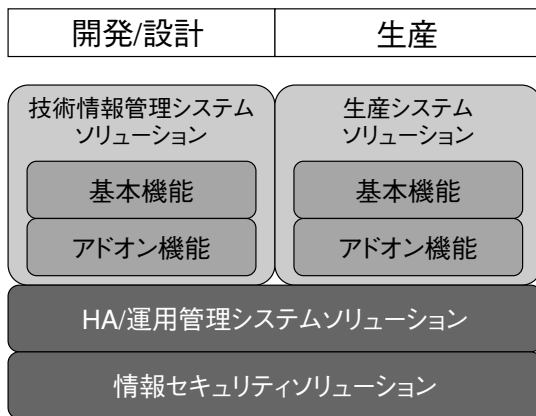 開発/設計
生産
技術情報管理システム
ソリューション
基本機能
アドオン機能
生産システム
ソリューション
基本機能
アドオン機能
HA/運用管理システムソリューション
情報セキュリティソリューション